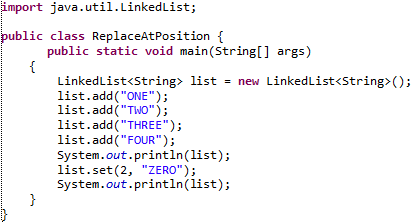 import java.util.LinkedList;
public class ReplaceAtPosition {
public static void main(String[] args)
{
LinkedList<String> list = new LinkedList<String>();
list.add("ONE");
list.add("TWO");
list.add("THREE");
list.add("FOUR");
System.out.println(list);
list.set(2, "ZERO");
System.out.println(list);
}
}